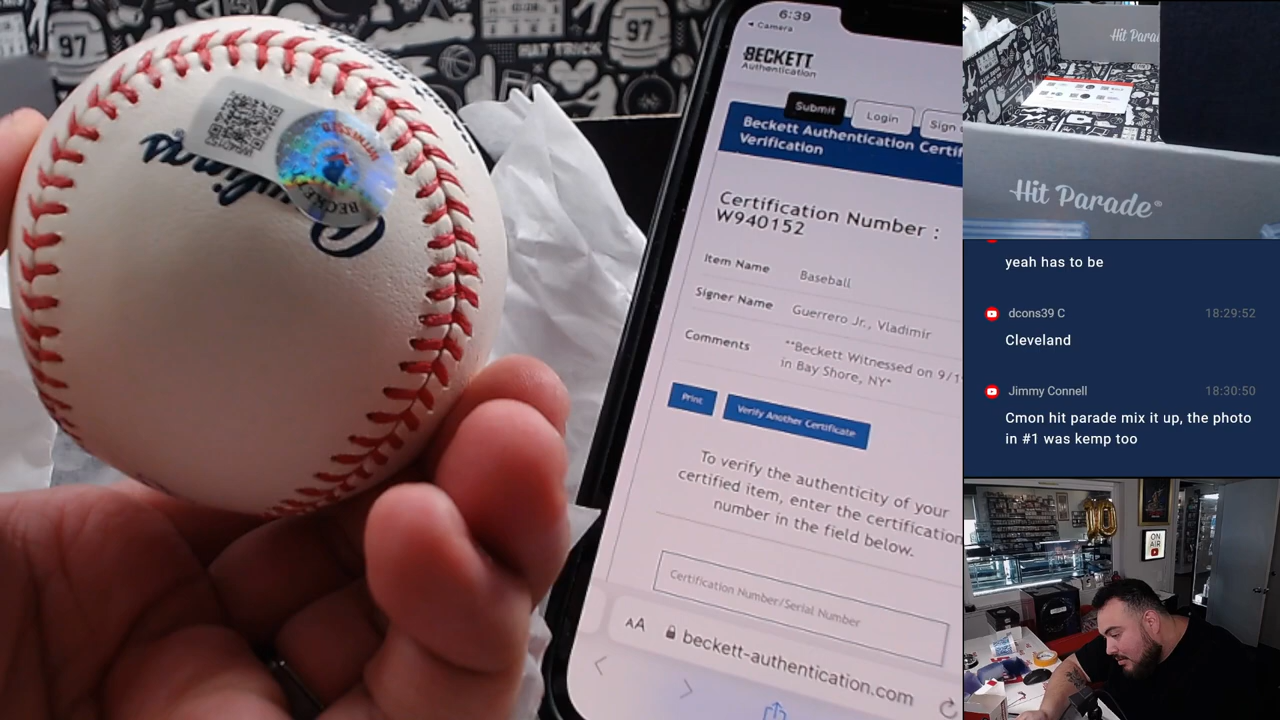 97
HAT TRICK
97
Rawlings
WITNESSED
BECKETT
6:39
Camera
BECKETT
Authentication
Submit
Login
Sign
Beckett Authentication Certif
Verification
Certification Number :
W940152
Item Name
Baseball
Signer Name
Guerrero Jr., Vladimir
Comments
**Beckett Witnessed on 9/1
in Bay Shore, NY*
Print
Verify Another Certificate
To verify the authenticity of your
certified item, enter the certification
number in the field below.
Certification Number/Serial Number
AA
beckett-authentication.com
Hit Para
Hit Parade®
yeah has to be
dcons39 C 18:29:52
Cleveland
Jimmy Connell 18:30:50
Cmon hit parade mix it up, the photo
in #1 was kemp too
10
ON
AIR